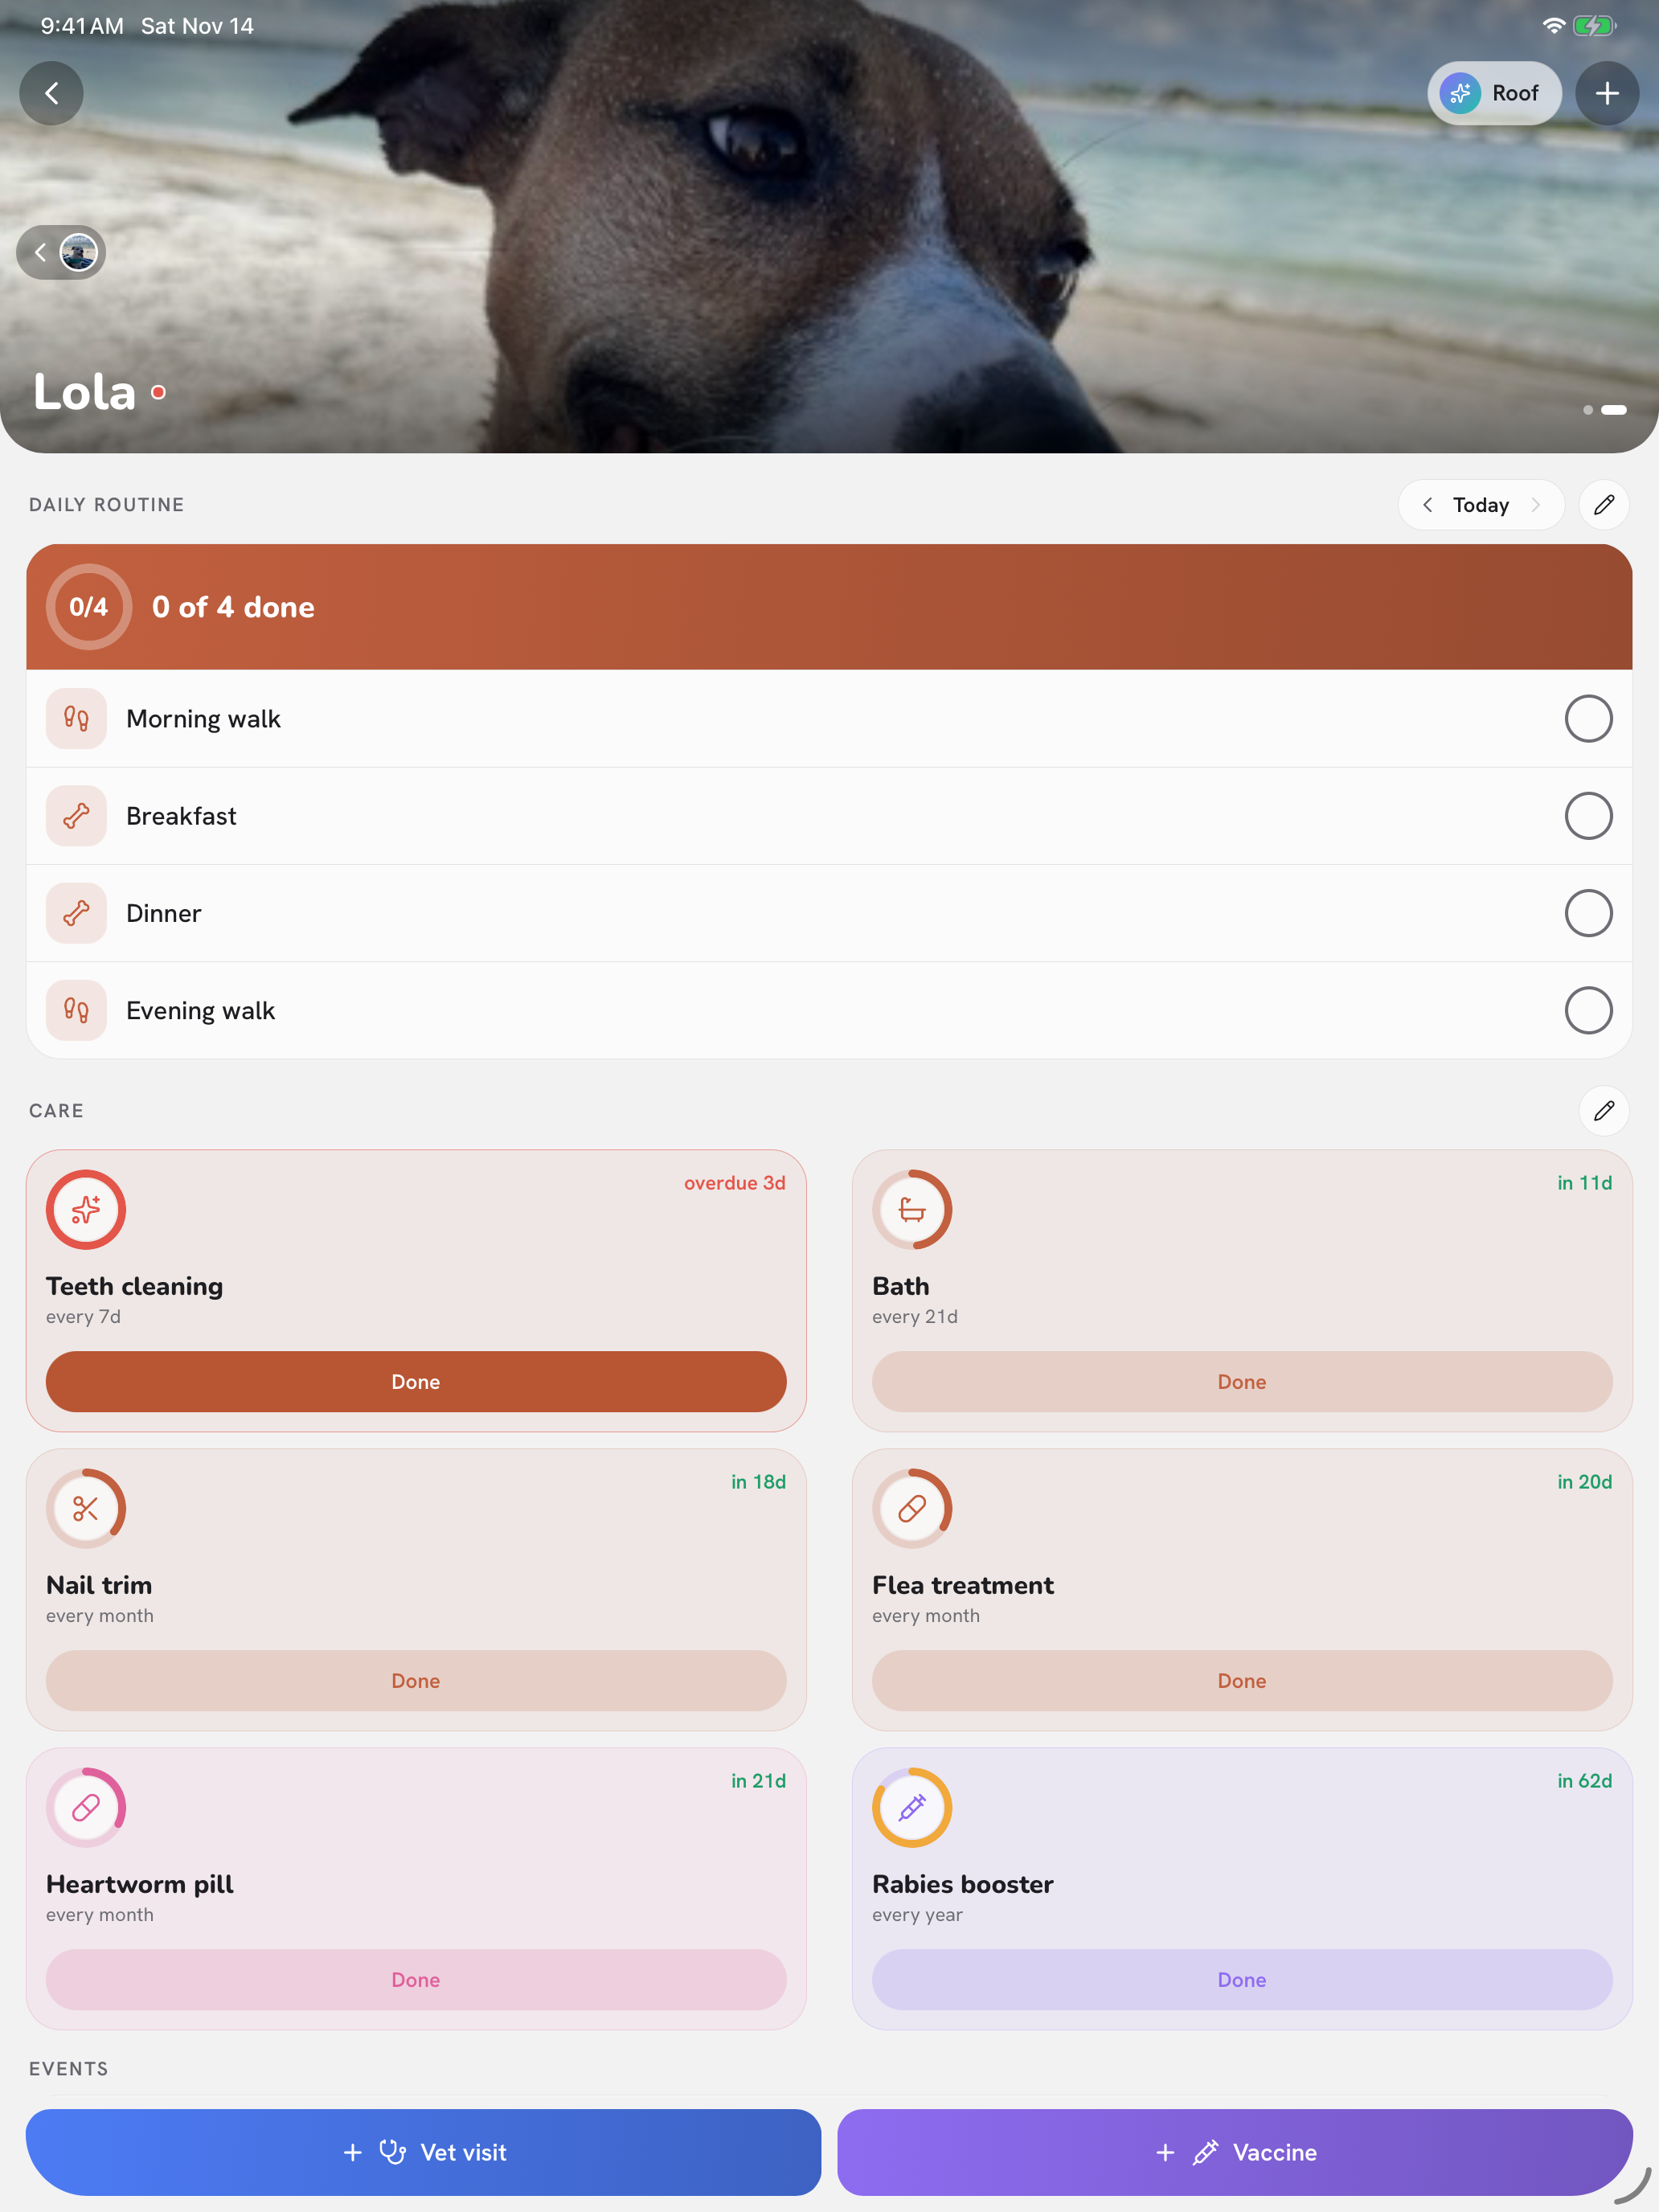 9:41 AM Sat Nov 14
Roof
Lola
DAILY ROUTINE
Today
0/4
0 of 4 done
Morning walk
Breakfast
Dinner
Evening walk
CARE
overdue 3d
Teeth cleaning
every 7d
Done
in 11d
Bath
every 21d
Done
in 18d
Nail trim
every month
Done
in 20d
Flea treatment
every month
Done
in 21d
Heartworm pill
every month
Done
in 62d
Rabies booster
every year
Done
EVENTS
+ Vet visit
+ Vaccine